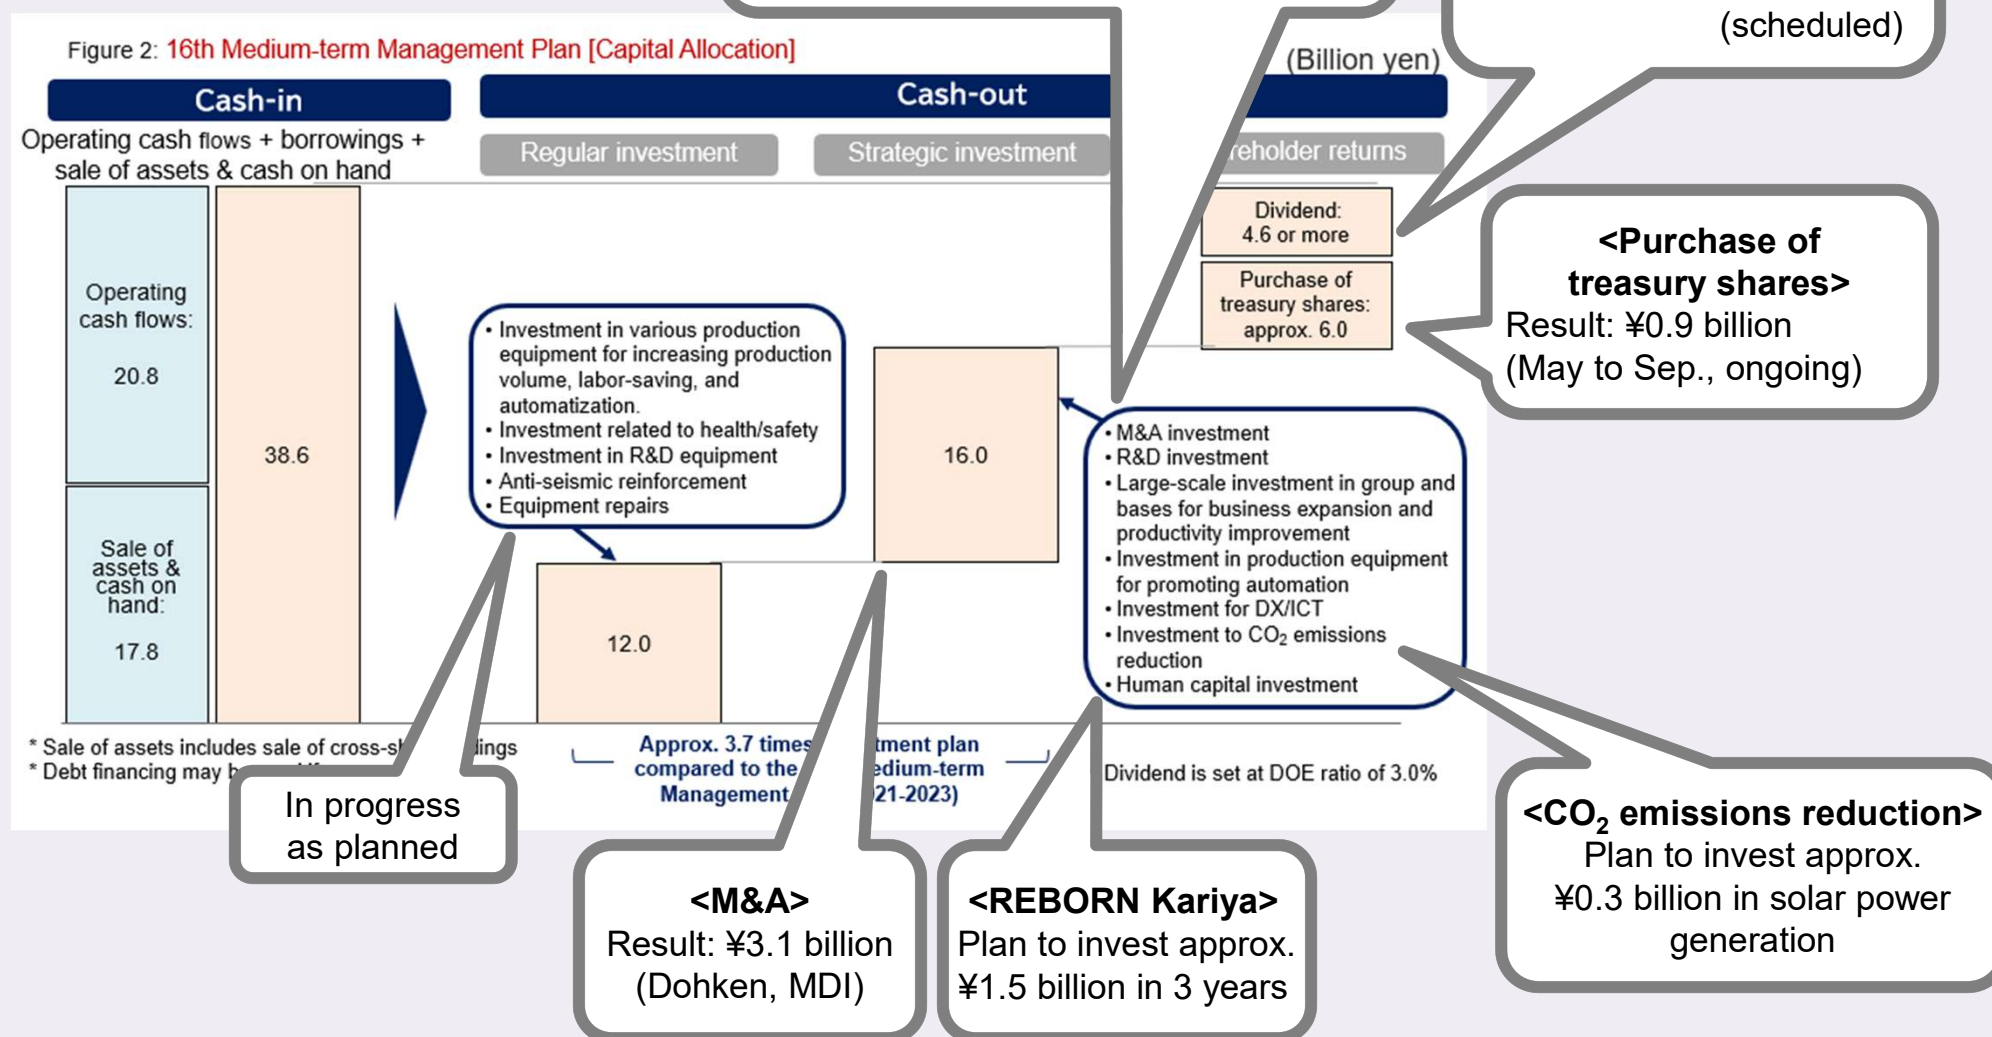 (scheduled)
Figure 2: 16th Medium-term Management Plan [Capital Allocation]
(Billion yen)
Cash-in
Cash-out
Operating cash flows + borrowings +
sale of assets & cash on hand
Regular investment
Strategic investment
returns
Operating
cash flows:
20.8
38.6
Sale of
assets &
cash on
hand:
17.8
• Investment in various production
equipment for increasing production
volume, labor-saving, and
automatization.
• Investment related to health/safety
• Investment in R&D equipment
• Anti-seismic reinforcement
• Equipment repairs
12.0
16.0
Dividend:
4.6 or more
Purchase of
treasury shares:
approx. 6.0
<Purchase of
treasury shares>
Result: ¥0.9 billion
(May to Sep., ongoing)
• M&A investment
• R&D investment
• Large-scale investment in group and
bases for business expansion and
productivity improvement
• Investment in production equipment
for promoting automation
• Investment for DX/ICT
• Investment to CO₂ emissions
reduction
• Human capital investment
* Sale of assets includes sale of
* Debt financing may
Approx. 3.7 times plan
compared to the
Management 21-2023)
Dividend is set at DOE ratio of 3.0%
In progress
as planned
<M&A>
Result: ¥3.1 billion
(Dohken, MDI)
<REBORN Kariya>
Plan to invest approx.
¥1.5 billion in 3 years
<CO₂ emissions reduction>
Plan to invest approx.
¥0.3 billion in solar power
generation